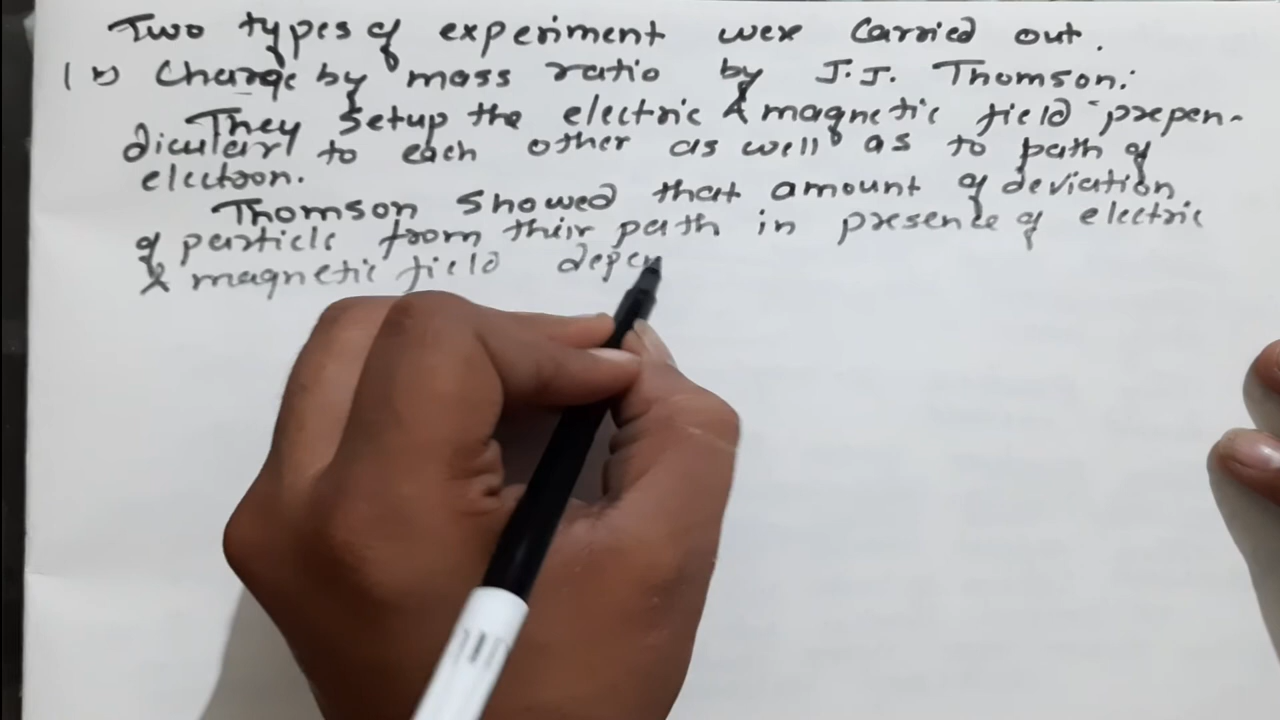 Two types of experiment were carried out.
(1) Charge by mass ratio by J.J. Thomson:
They setup the electric & magnetic field prepen-
dicular to each other as well as to path of
electron.
Thomson showed that amount of deviation
of particle from their path in presence of electric
& magnetic field depen